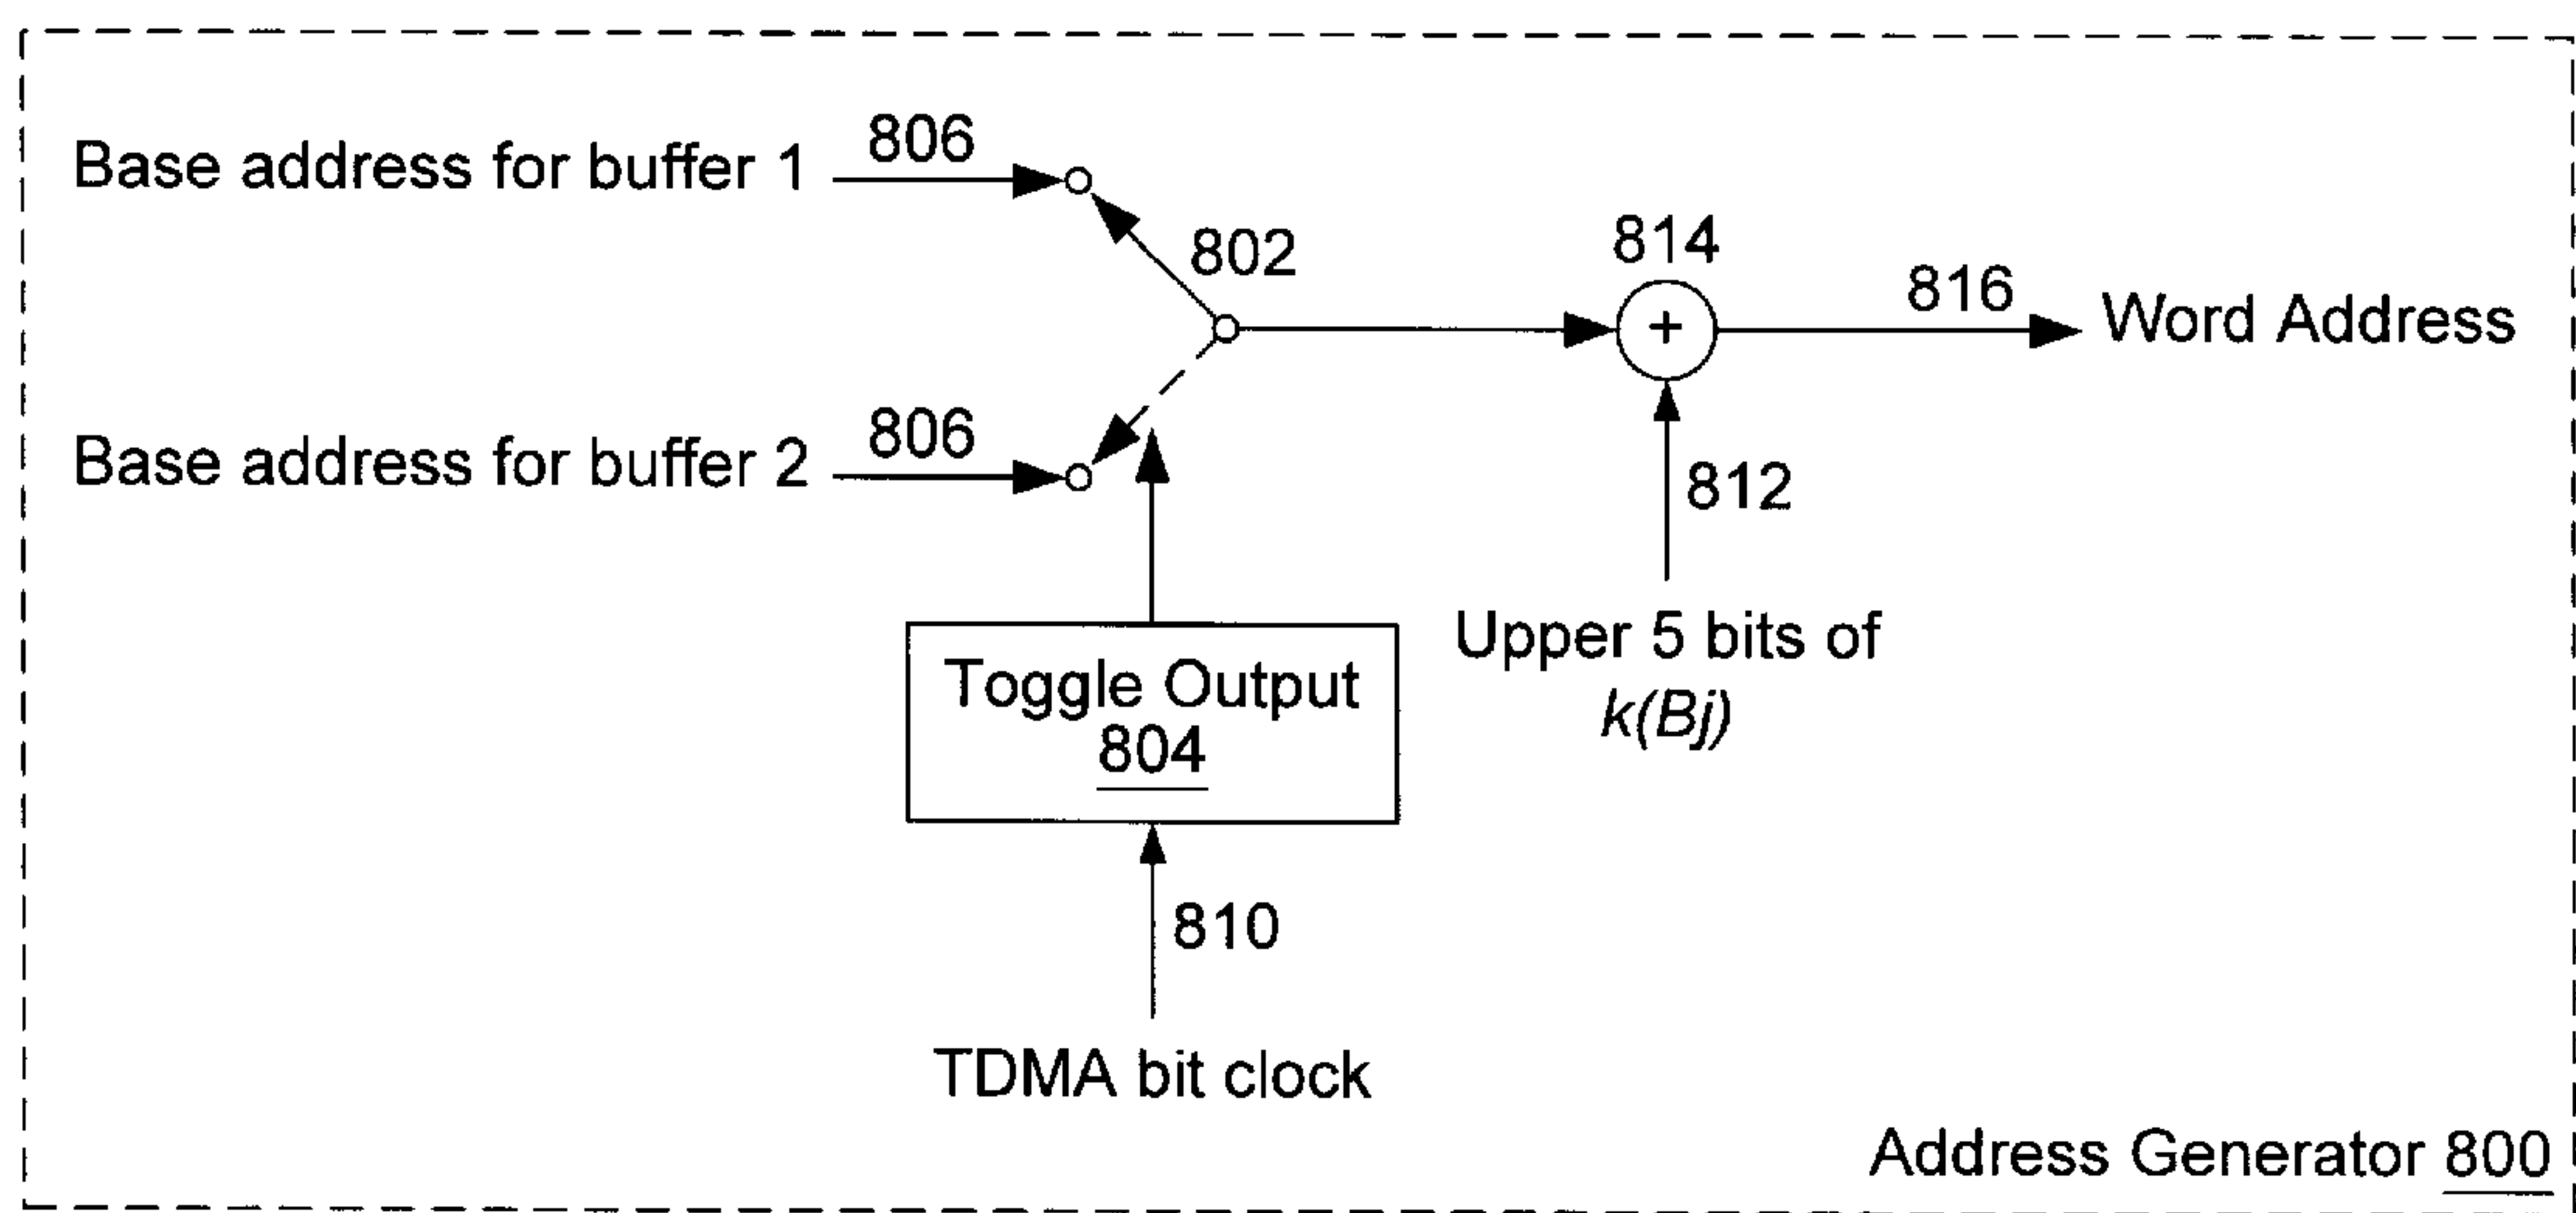 806
Base address for buffer 1
802
814
816
Word Address
806
Base address for buffer 2
812
Upper 5 bits of
k(Bj)
Toggle Output
804
810
TDMA bit clock
Address Generator 800
+